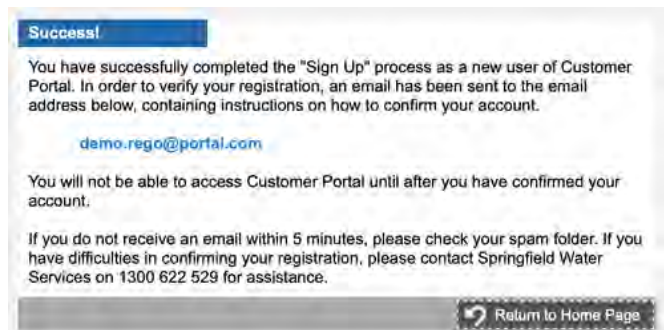 Success!
You have successfully completed the "Sign Up" process as a new user of Customer
Portal. In order to verify your registration, an email has been sent to the email
address below, containing instructions on how to confirm your account.
demo.rego@portal.com
You will not be able to access Customer Portal until after you have confirmed your
account.
If you do not receive an email within 5 minutes, please check your spam folder. If you
have difficulties in confirming your registration, please contact Springfield Water
Services on 1300 622 529 for assistance.
Return to Home Page